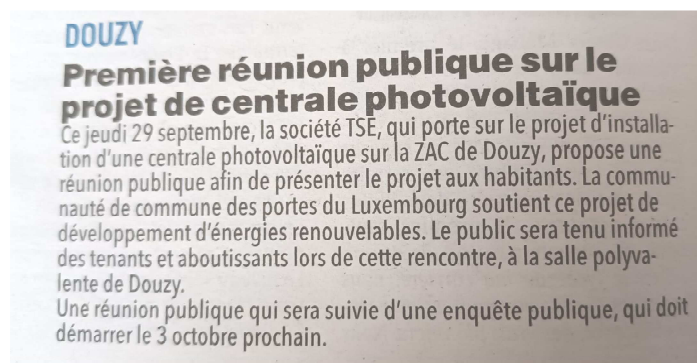 DOUZY
Première réunion publique sur le
projet de centrale photovoltaïque
Ce jeudi 29 septembre, la société TSE, qui porte sur le projet d'installa-
tion d'une centrale photovoltaïque sur la ZAC de Douzy, propose une
réunion publique afin de présenter le projet aux habitants. La commu-
nauté de commune des portes du Luxembourg soutient ce projet de
développement d'énergies renouvelables. Le public sera tenu informé
des tenants et aboutissants lors de cette rencontre, à la salle polyva-
lente de Douzy.
Une réunion publique qui sera suivie d'une enquête publique, qui doit
démarrer le 3 octobre prochain.